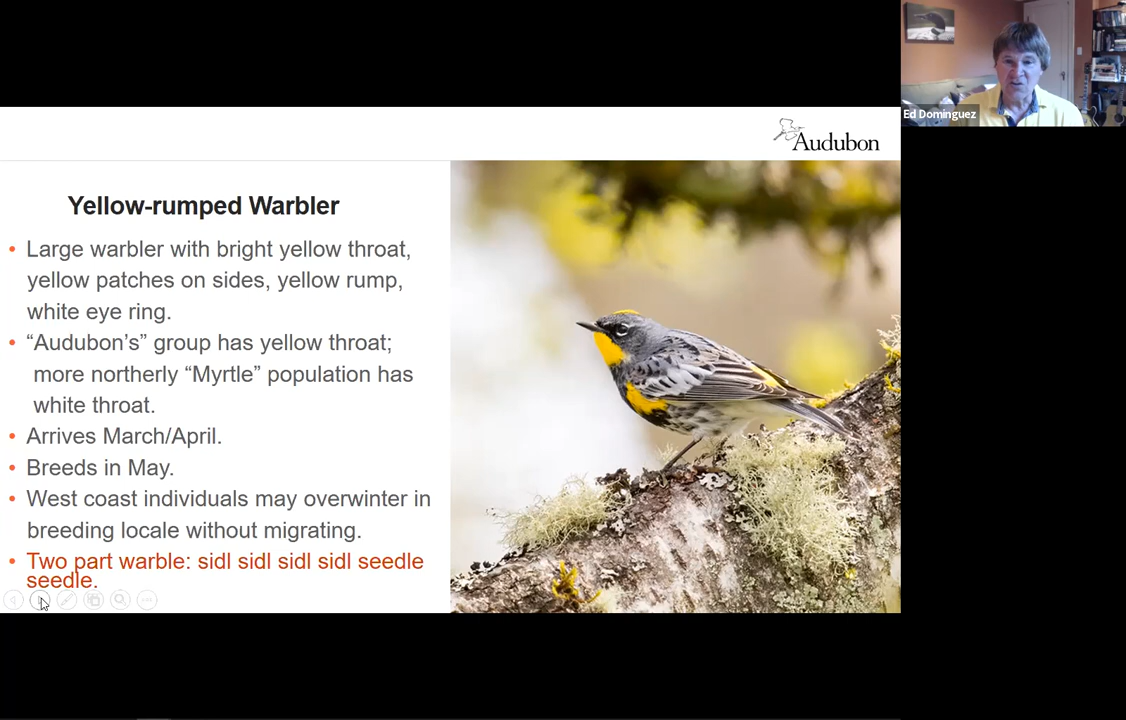 Ed Dominguez
Audubon
Yellow-rumped Warbler
• Large warbler with bright yellow throat,
yellow patches on sides, yellow rump,
white eye ring.
• “Audubon’s” group has yellow throat;
more northerly “Myrtle” population has
white throat.
• Arrives March/April.
• Breeds in May.
• West coast individuals may overwinter in
breeding locale without migrating.
• Two part warble: sidl sidl sidl sidl seedle
seedle.